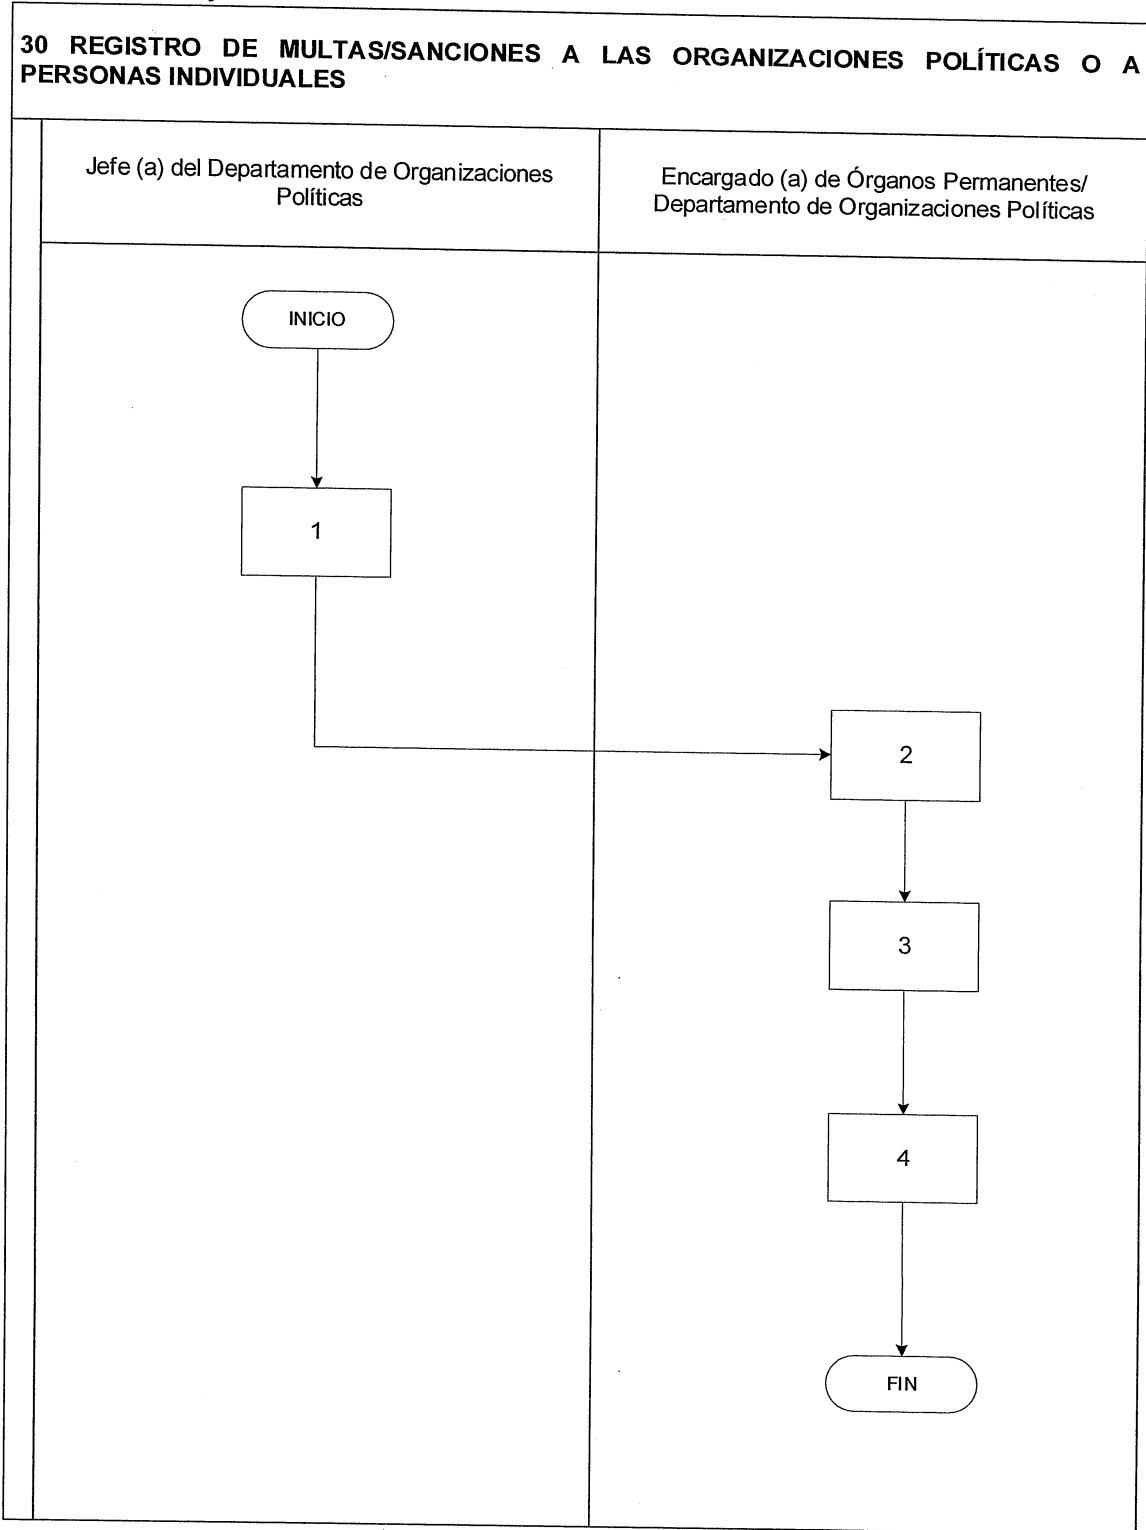 30 REGISTRO DE MULTAS/SANCIONES A LAS ORGANIZACIONES POLÍTICAS O A
PERSONAS INDIVIDUALES
Jefe (a) del Departamento de Organizaciones
Políticas
Encargado (a) de Órganos Permanentes/
Departamento de Organizaciones Políticas
INICIO
1
2
3
4
FIN